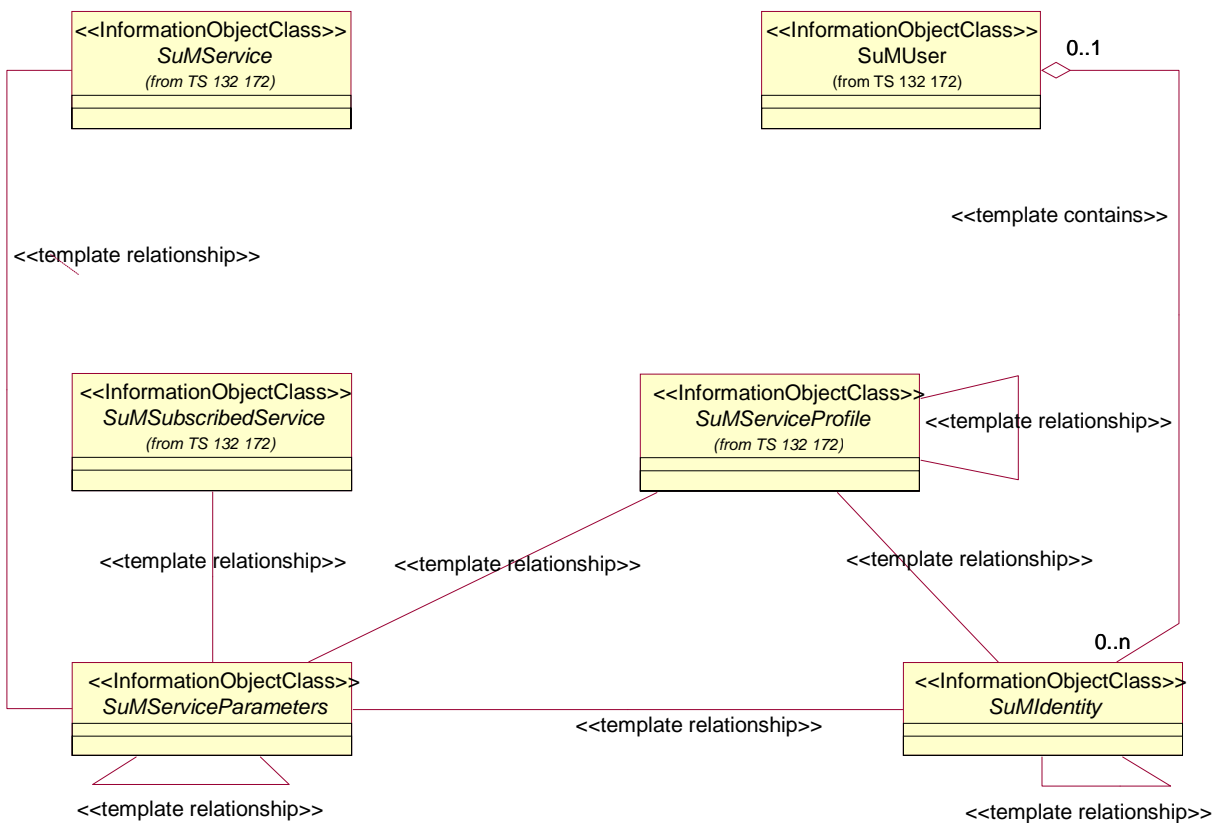 <<InformationObjectClass>>
SuMService
(from TS 132 172)
<<InformationObjectClass>>
SuMUser
(from TS 132 172)
0..1
<<template contains>>
<<template relationship>>
<<InformationObjectClass>>
SuMSubscribedService
(from TS 132 172)
<<InformationObjectClass>>
SuMServiceProfile
(from TS 132 172)
<<template relationship>>
<<template relationship>>
<<template relationship>>
<<template relationship>>
0..n
<<InformationObjectClass>>
SuMServiceParameters
<<InformationObjectClass>>
SuMIdentity
<<template relationship>>
<<template relationship>>
<<template relationship>>